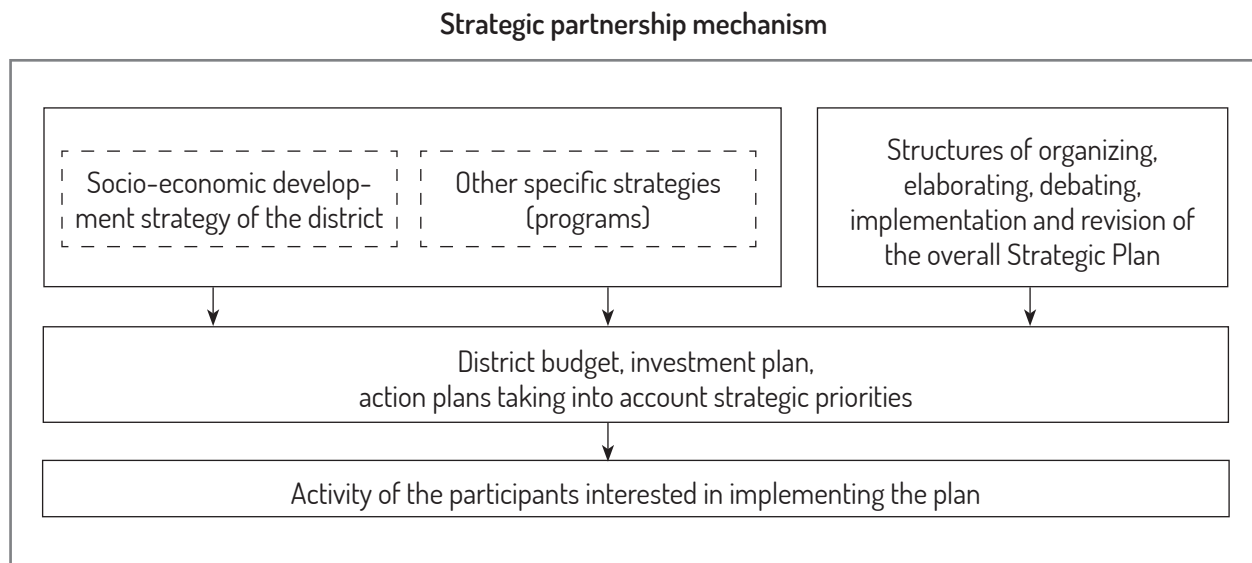 Strategic partnership mechanism
Socio-economic develop-
ment strategy of the district
Other specific strategies
(programs)
Structures of organizing,
elaborating, debating,
implementation and revision of
the overall Strategic Plan
District budget, investment plan,
action plans taking into account strategic priorities
Activity of the participants interested in implementing the plan